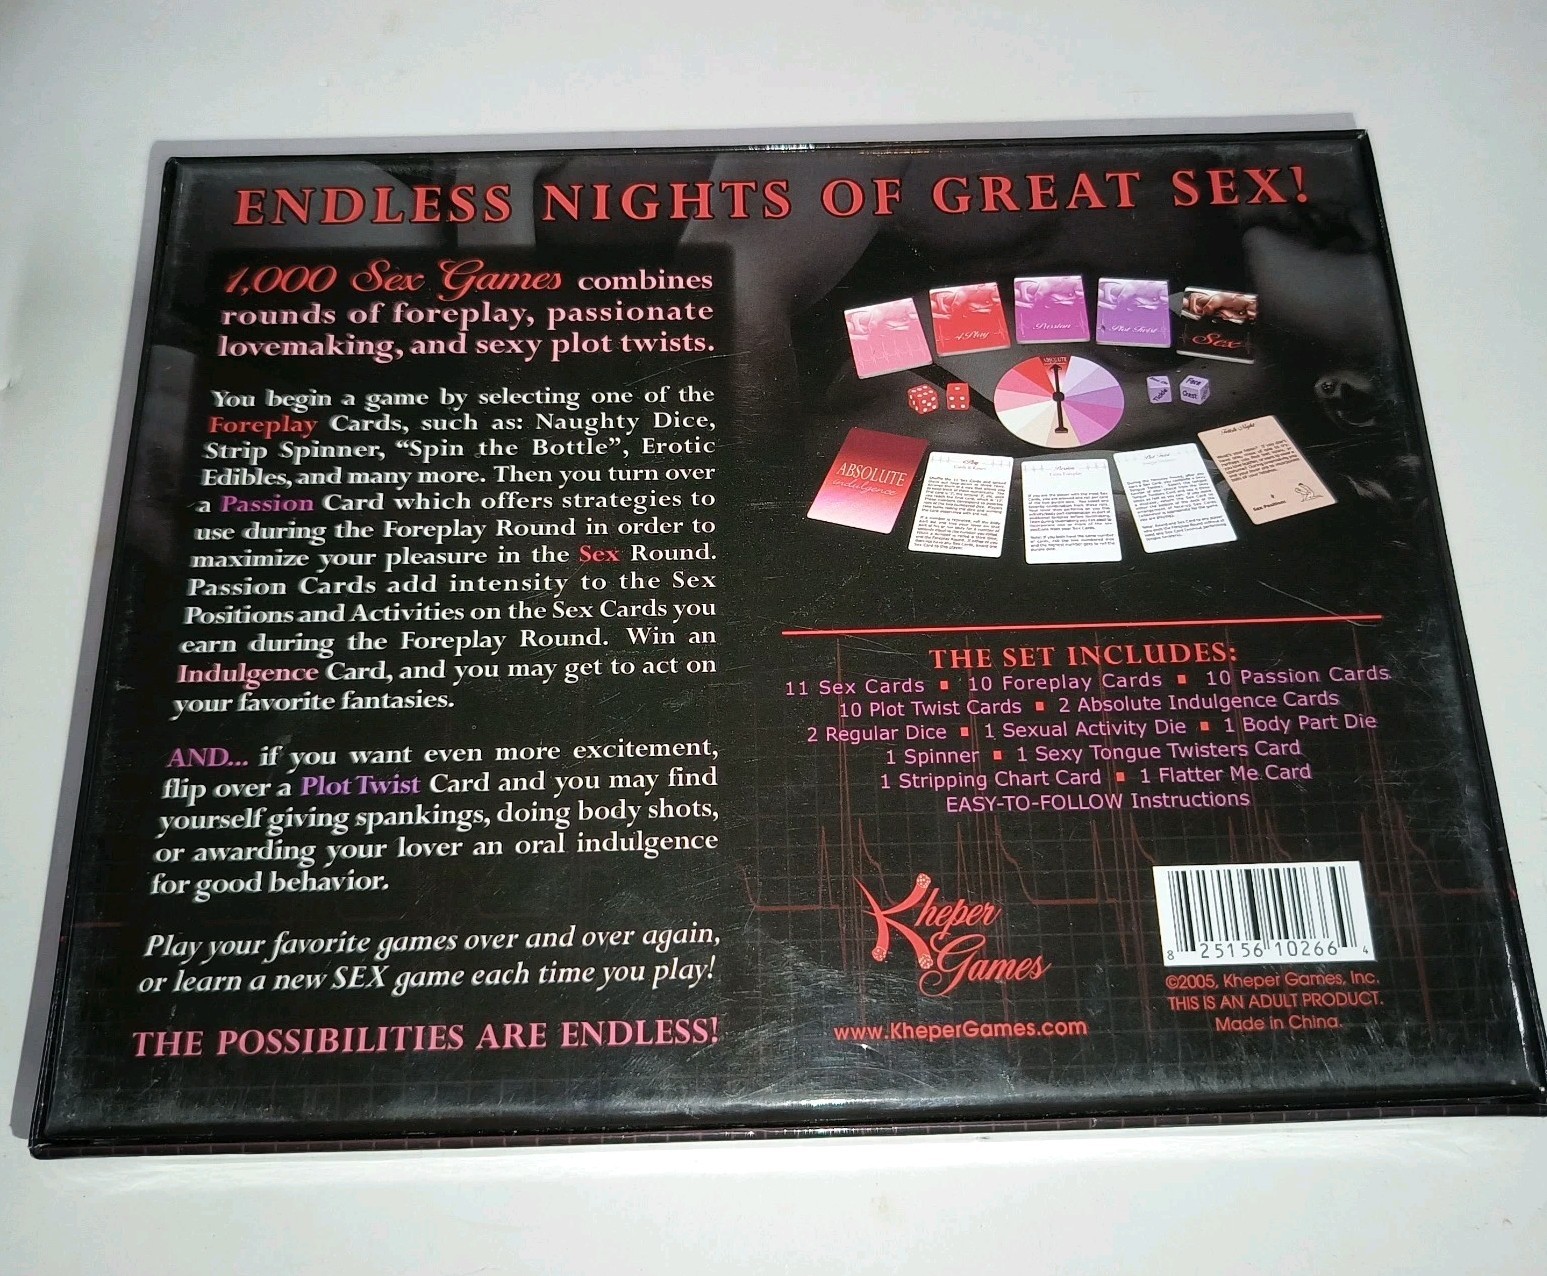 ENDLESS NIGHTS OF GREAT SEX!
1,000 Sex Games combines
rounds of foreplay, passionate
lovemaking, and sexy plot twists.
You begin a game by selecting one of the
Foreplay Cards, such as: Naughty Dice,
Strip Spinner, “Spin the Bottle”, Erotic
Edibles, and many more. Then you turn over
a Passion Card which offers strategies to
use during the Foreplay Round in order to
maximize your pleasure in the Sex Round.
Passion Cards add intensity to the Sex
Positions and Activities on the Sex Cards you
earn during the Foreplay Round. Win an
Indulgence Card, and you may get to act on
your favorite fantasies.
AND... if you want even more excitement,
flip over a Plot Twist Card and you may find
yourself giving spankings, doing body shots,
or awarding your lover an oral indulgence
for good behavior.
Play your favorite games over and over again,
or learn a new SEX game each time you play!
THE POSSIBILITIES ARE ENDLESS!
4Play
Passion
Plot Twist
Sex
ABSOLUTE
indulgence
THE SET INCLUDES:
11 Sex Cards ▪ 10 Foreplay Cards ▪ 10 Passion Cards
10 Plot Twist Cards ▪ 2 Absolute Indulgence Cards
2 Regular Dice ▪ 1 Sexual Activity Die ▪ 1 Body Part Die
1 Spinner ▪ 1 Sexy Tongue Twisters Card
1 Stripping Chart Card ▪ 1 Flatter Me Card
EASY-TO-FOLLOW Instructions
Kheper
Games
www.KheperGames.com
8 25156 10266 4
©2005, Kheper Games, Inc.
THIS IS AN ADULT PRODUCT.
Made in China.